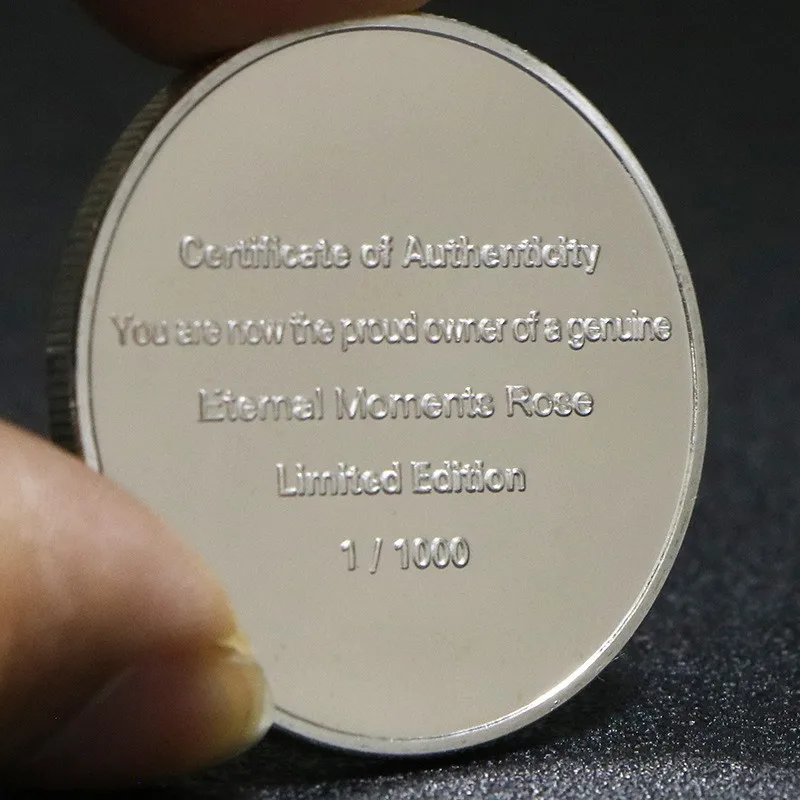 Certificate of Authenticity
You are now the proud owner of a genuine
Eternal Moments Rose
Limited Edition
1 / 1000